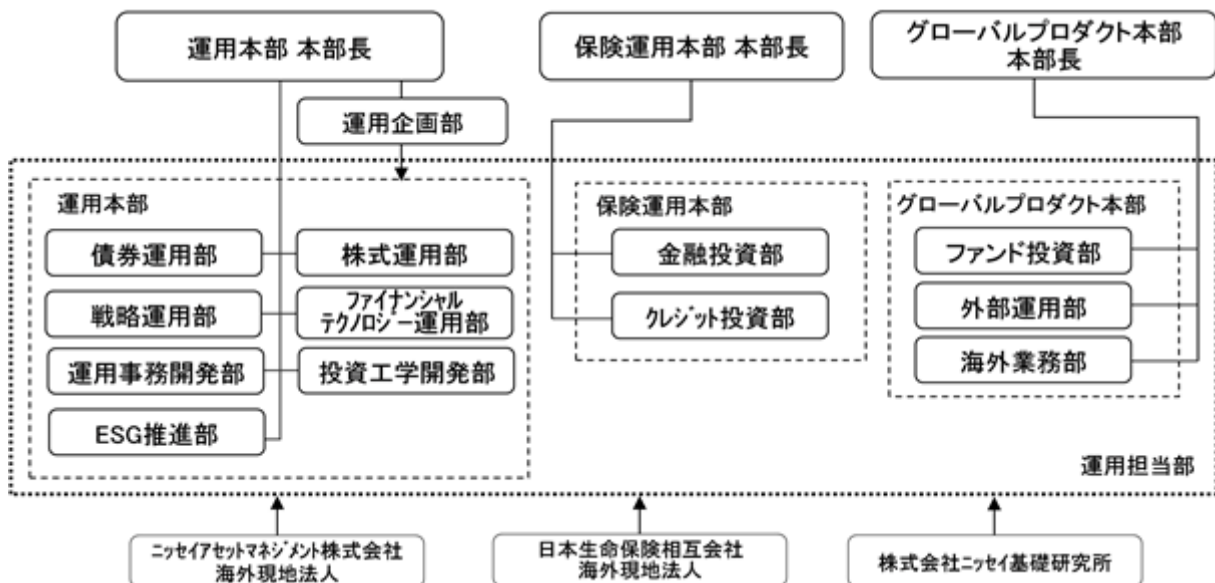 運用本部 本部長
保険運用本部 本部長
グローバルプロダクト本部
本部長
運用企画部
運用本部
債券運用部
株式運用部
戦略運用部
ファイナンシャル
テクノロジー運用部
運用事務開発部
投資工学開発部
ESG推進部
保険運用本部
金融投資部
クレジット投資部
グローバルプロダクト本部
ファンド投資部
外部運用部
海外業務部
運用担当部
ニッセイアセットマネジメント株式会社
海外現地法人
日本生命保険相互会社
海外現地法人
株式会社ニッセイ基礎研究所